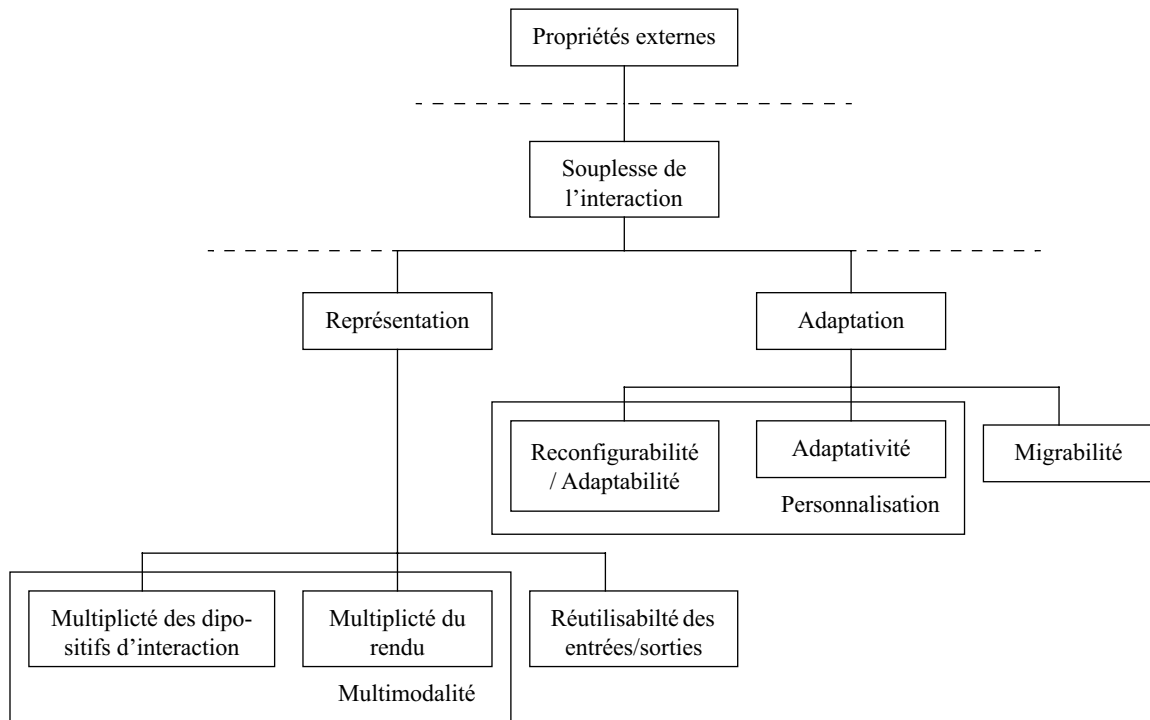 Propriétés externes
Souplesse de
l’interaction
Représentation
Adaptation
Reconfigurabilité
/ Adaptabilité
Adaptativité
Migrabilité
Personnalisation
Multiplicté des dipo-
sitifs d’interaction
Multiplicté du
rendu
Réutilisabilté des
entrées/sorties
Multimodalité